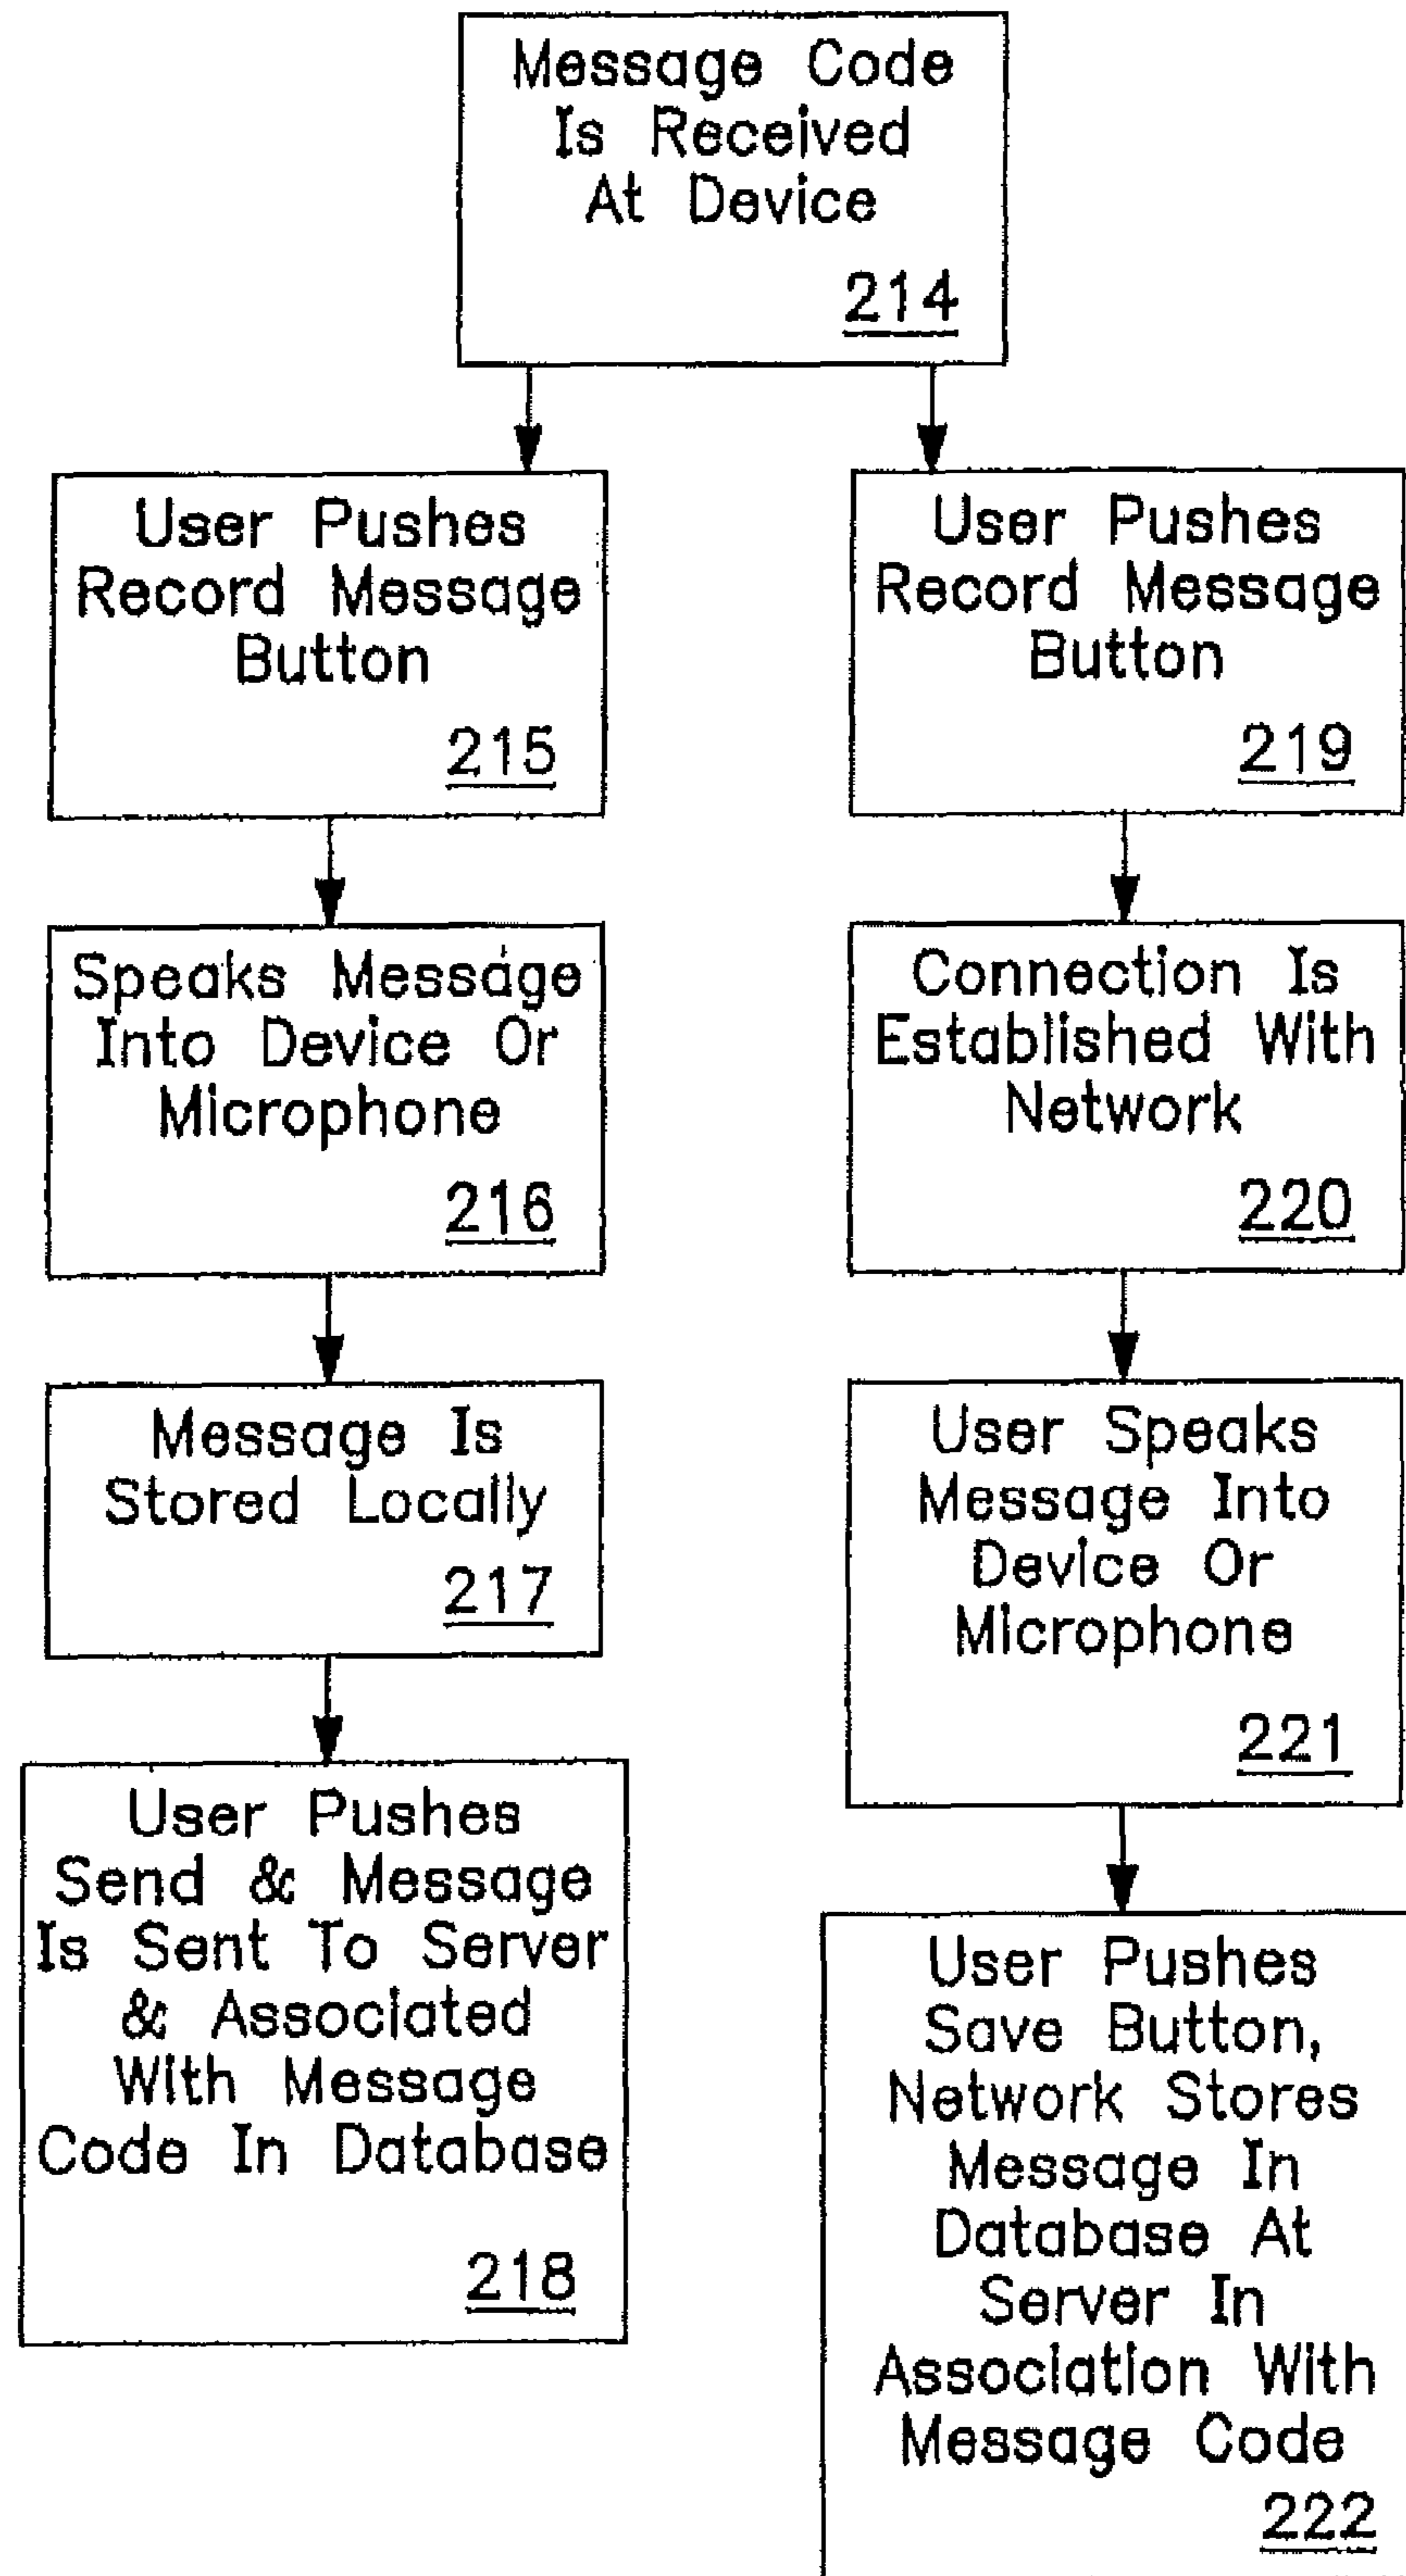 Message Code
Is Received
At Device
214
User Pushes
Record Message
Button
215
Speaks Message
Into Device Or
Microphone
216
Message Is
Stored Locally
217
User Pushes
Send & Message
Is Sent To Server
& Associated
With Message
Code In Database
218
User Pushes
Record Message
Button
219
Connection Is
Established With
Network
220
User Speaks
Message Into
Device Or
Microphone
221
User Pushes
Save Button,
Network Stores
Message In
Database At
Server In
Association With
Message Code
222